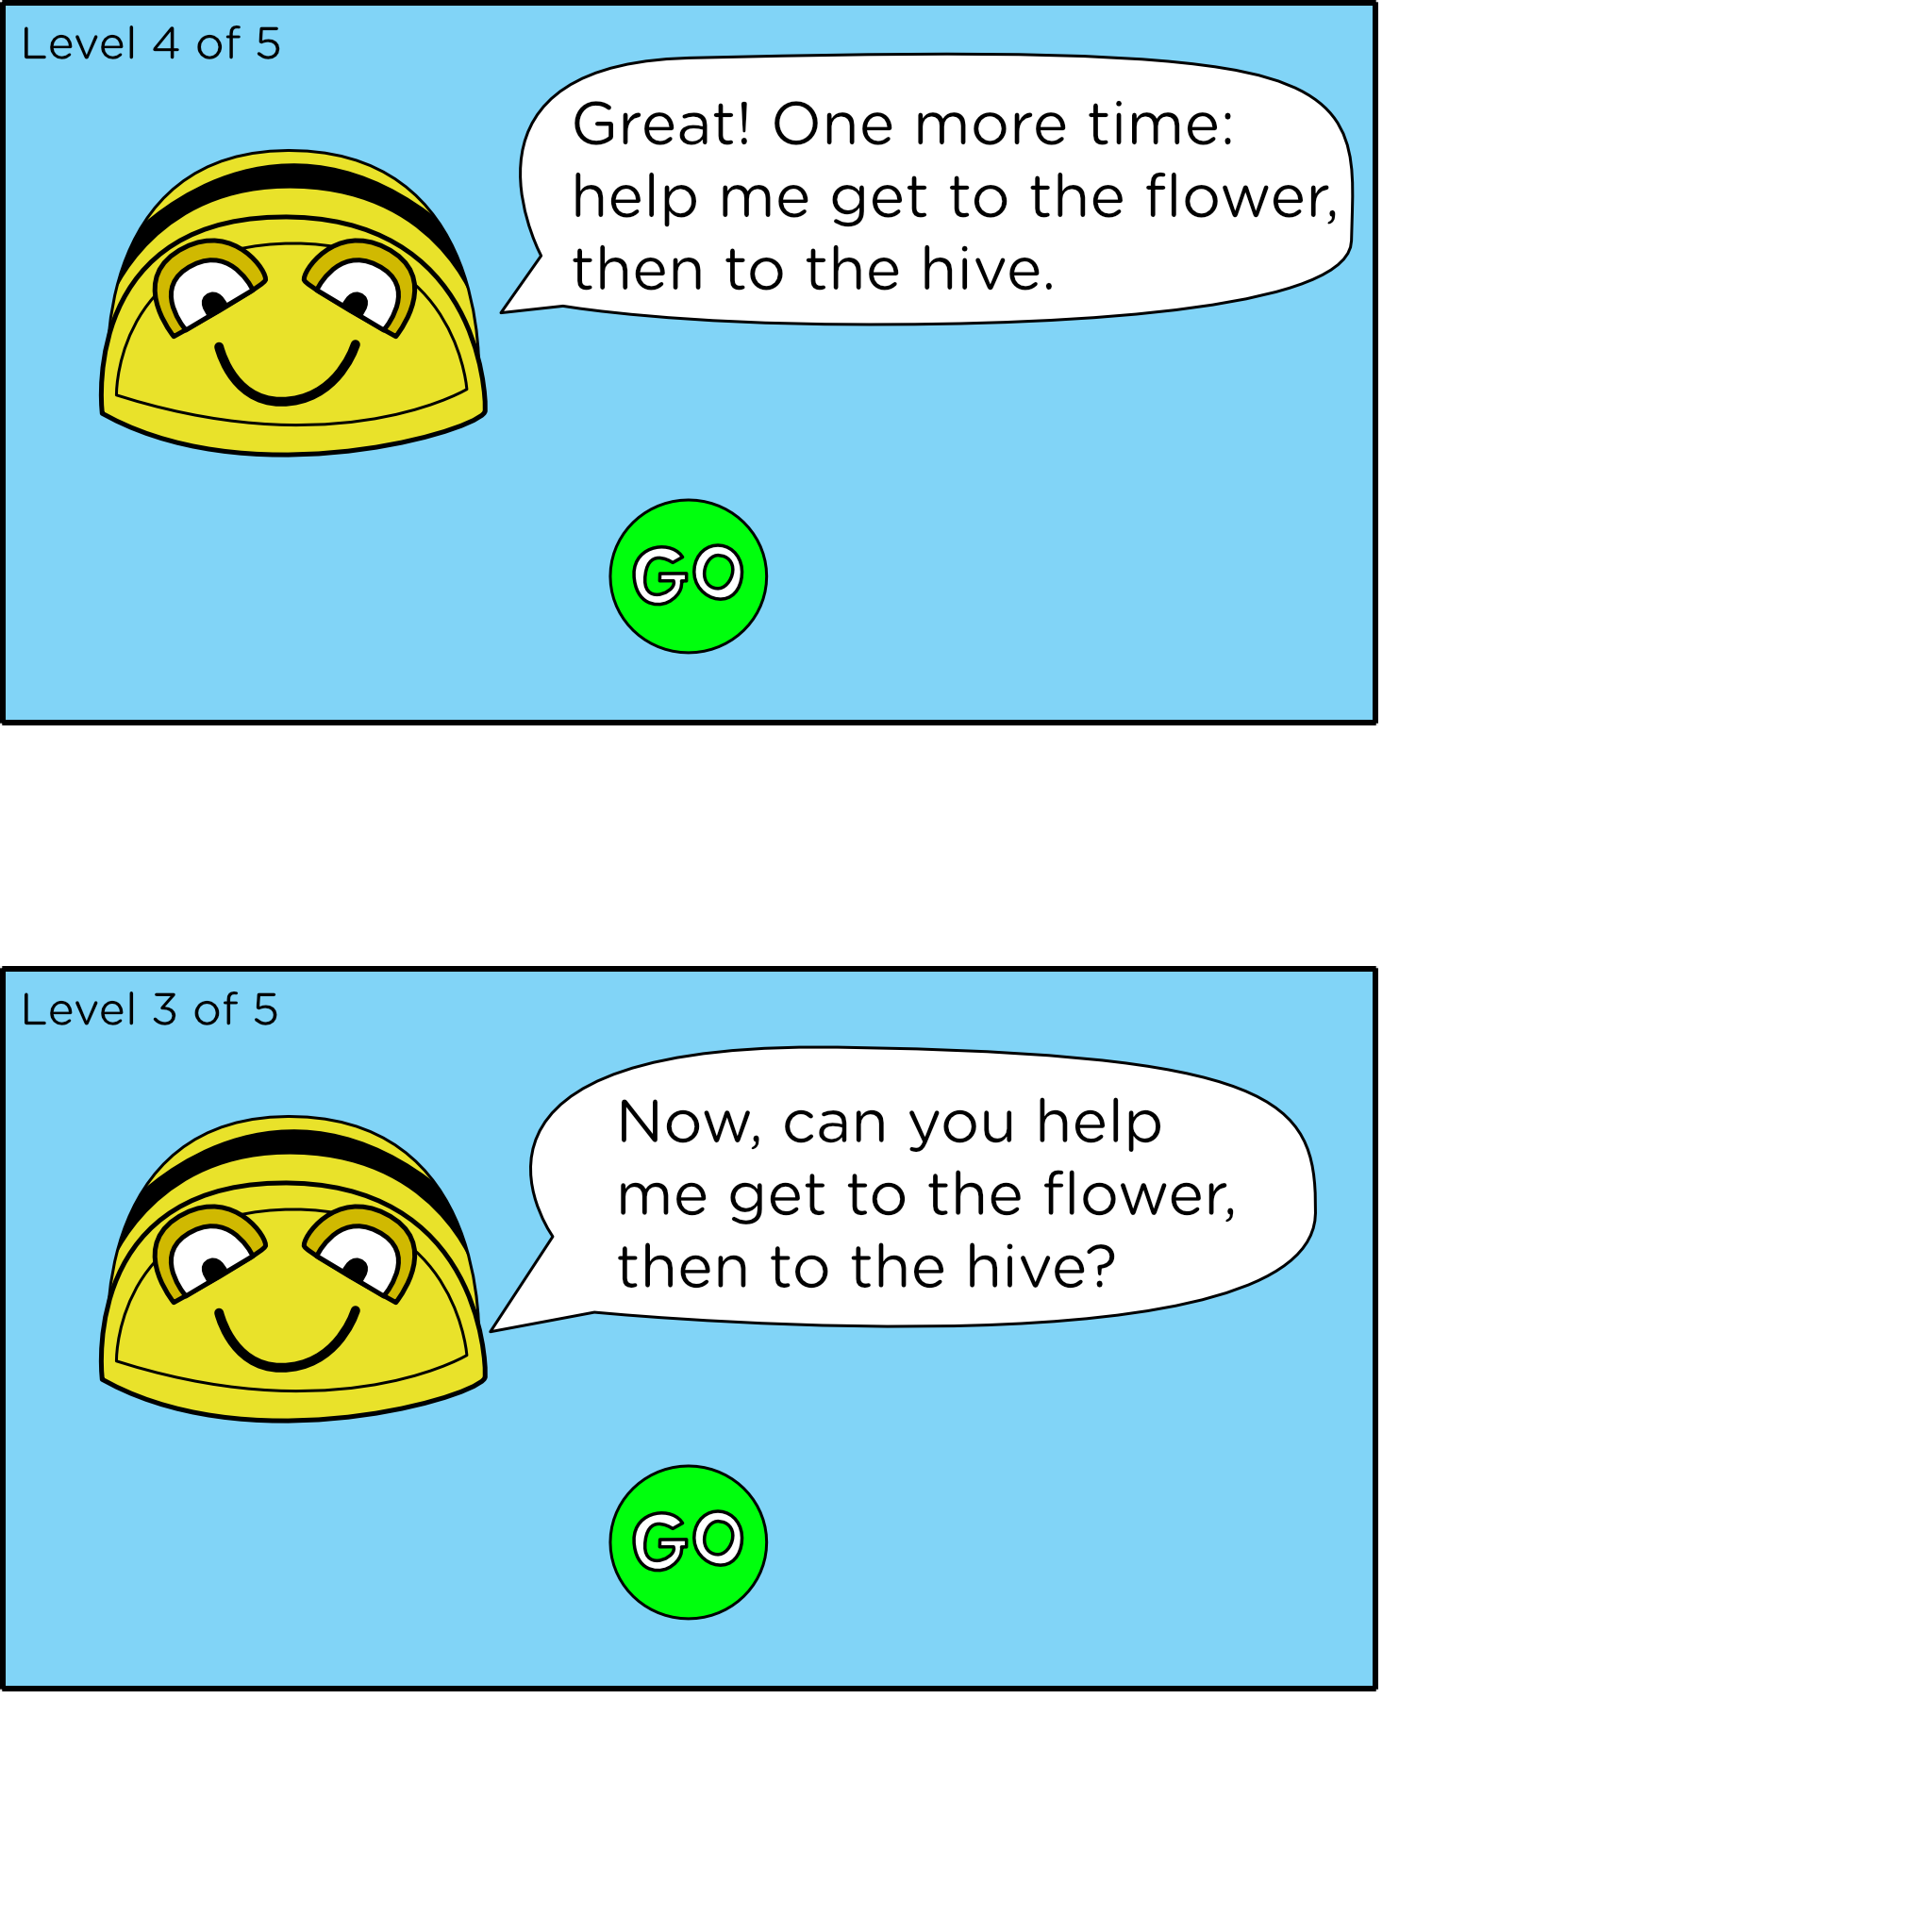 Level 4 of 5
Great! One more time:
help me get to the flower,
then to the hive.
GO
Level 3 of 5
Now, can you help
me get to the flower,
then to the hive?
GO